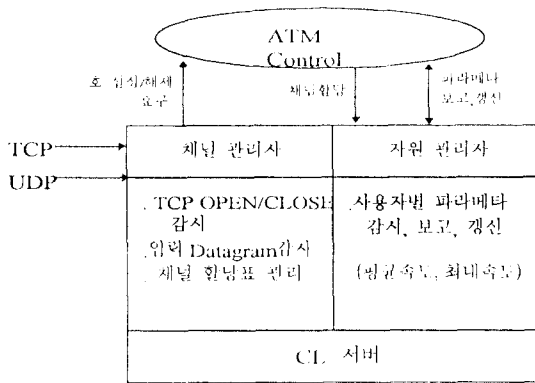 ATM
Control
호 설정/해제
요구
채널할당
파라메타
보고,갱신
TCP
UDP
채널 관리사
자원 관리사
. TCP OPEN/CLOSE
감시
.입력 Datagram감시
채널 할당표 관리
.사용자별 파라메타
감시, 보고, 갱신
(평균속도, 최대속도)
CL 서버